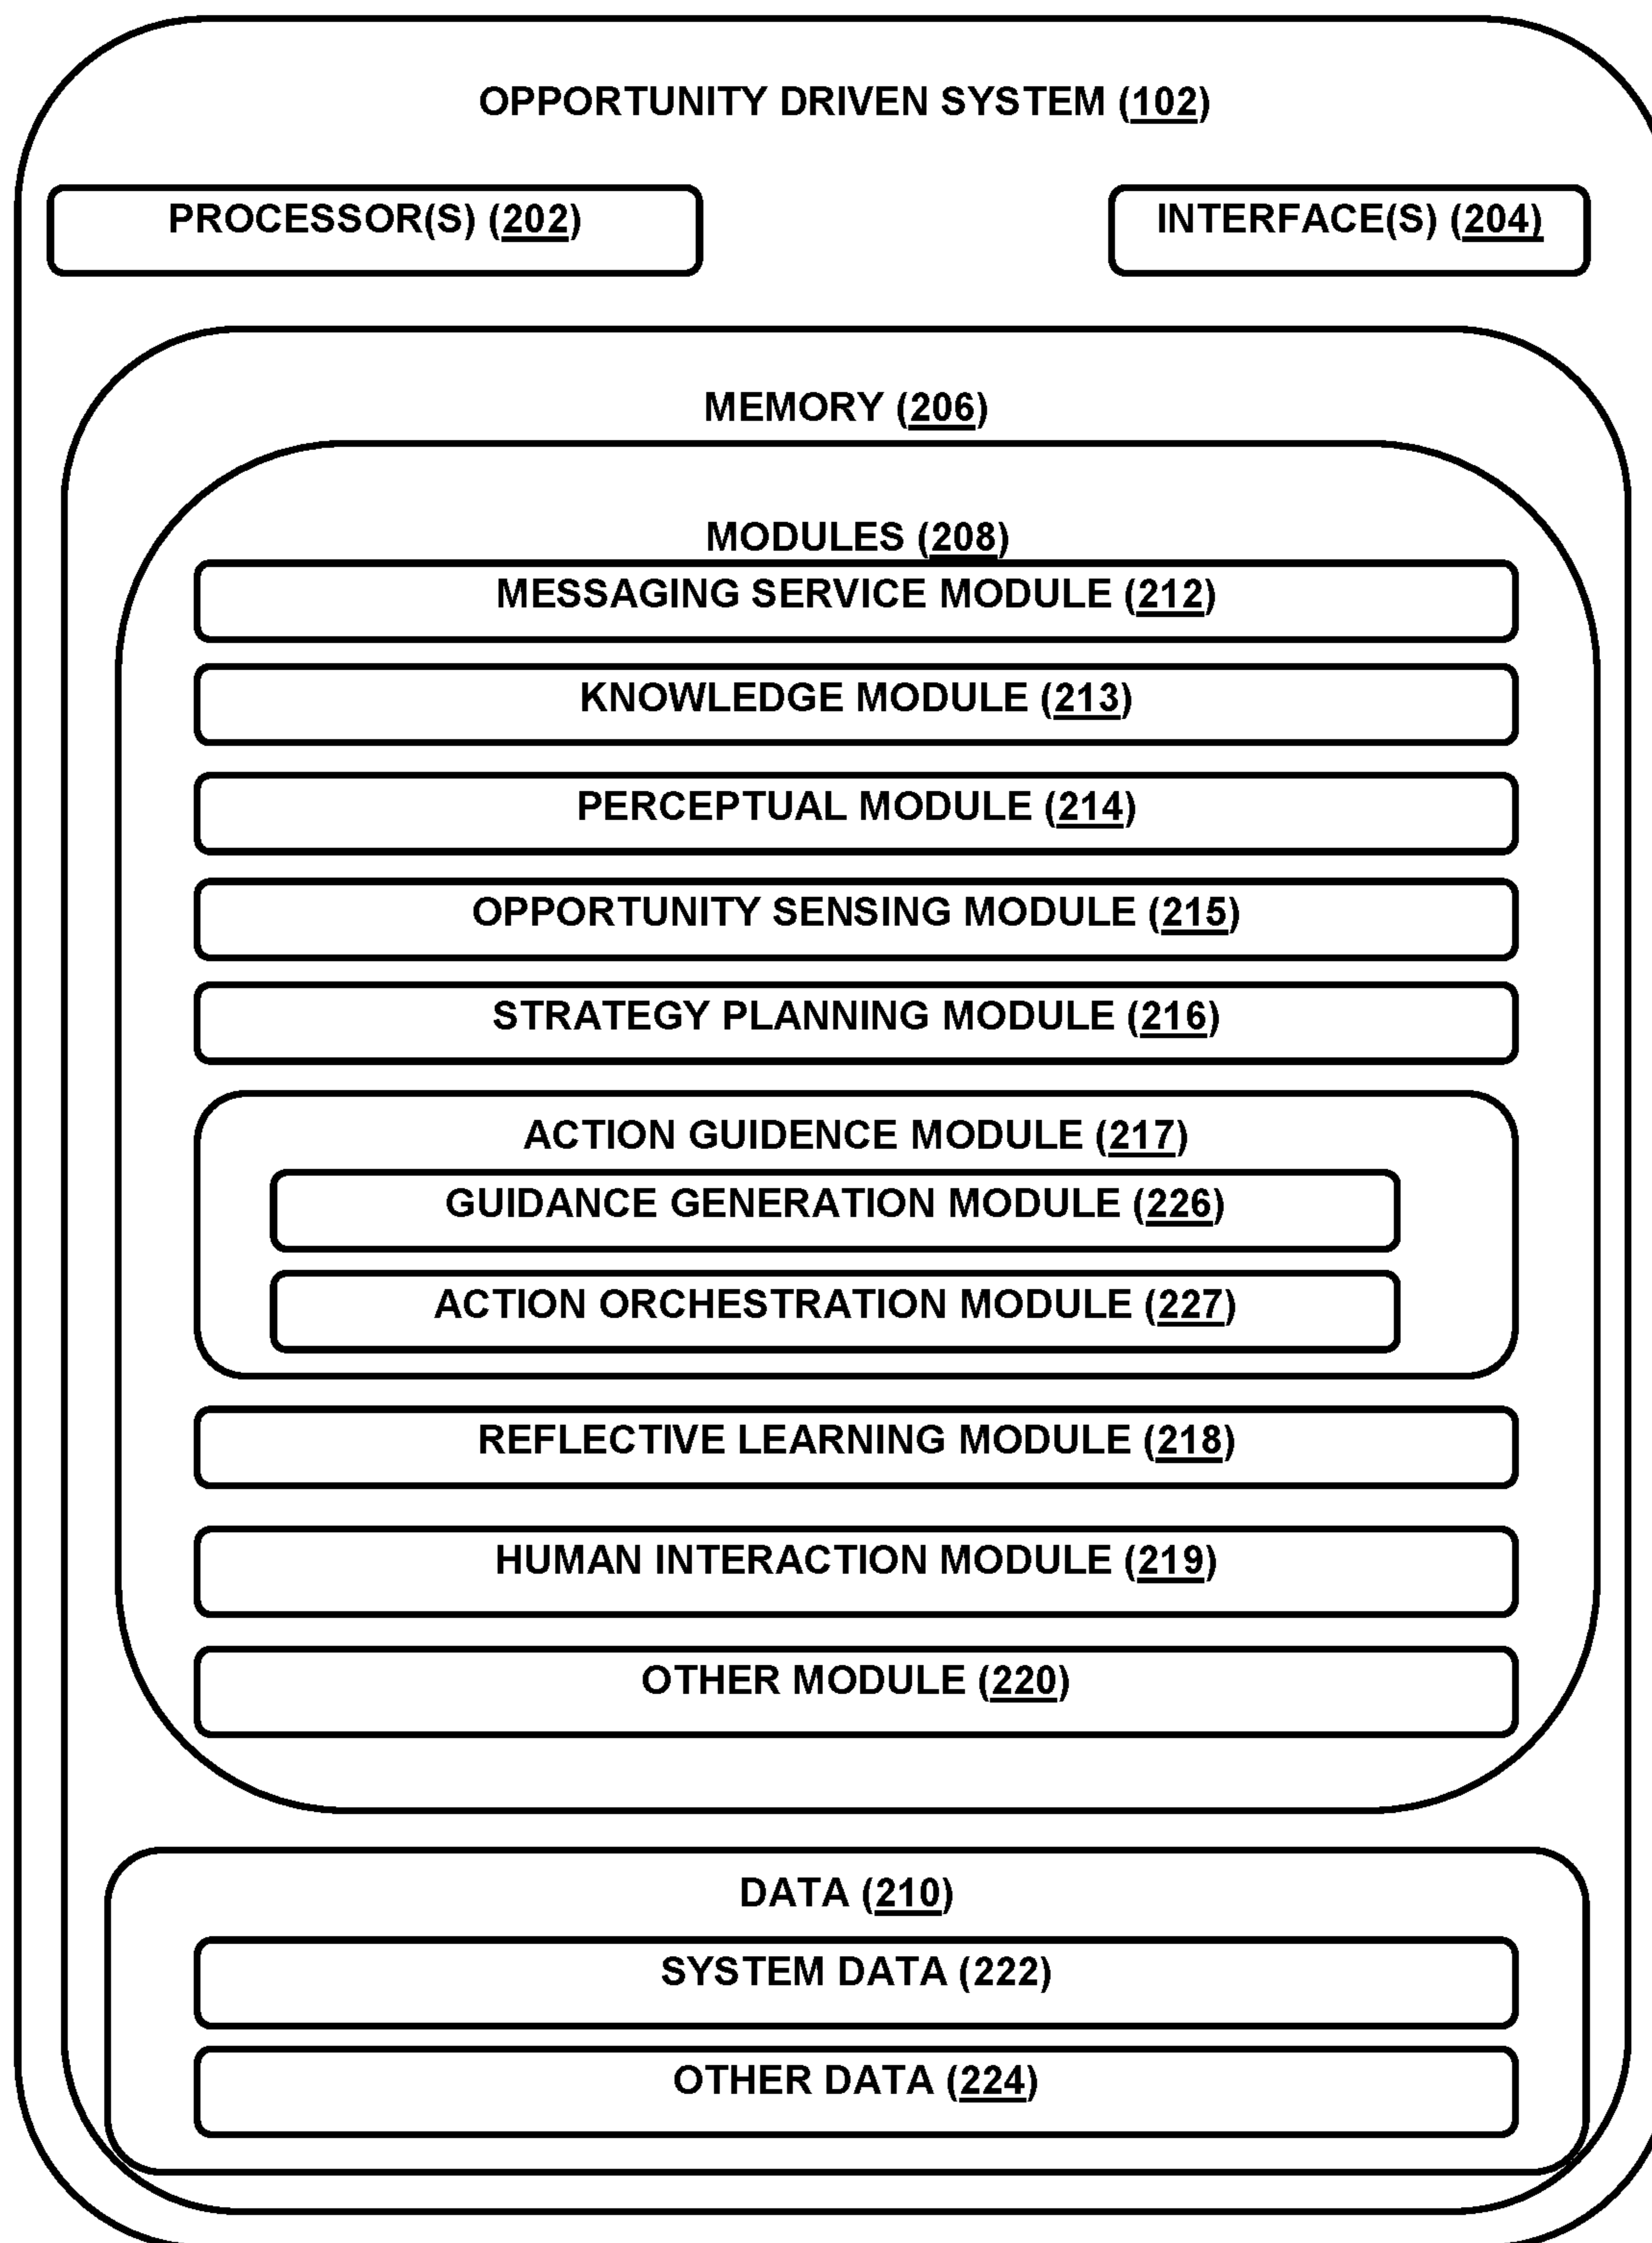 OPPORTUNITY DRIVEN SYSTEM (102)
PROCESSOR(S) (202)
INTERFACE(S) (204)
MEMORY (206)
MODULES (208)
MESSAGING SERVICE MODULE (212)
KNOWLEDGE MODULE (213)
PERCEPTUAL MODULE (214)
OPPORTUNITY SENSING MODULE (215)
STRATEGY PLANNING MODULE (216)
ACTION GUIDENCE MODULE (217)
GUIDANCE GENERATION MODULE (226)
ACTION ORCHESTRATION MODULE (227)
REFLECTIVE LEARNING MODULE (218)
HUMAN INTERACTION MODULE (219)
OTHER MODULE (220)
DATA (210)
SYSTEM DATA (222)
OTHER DATA (224)